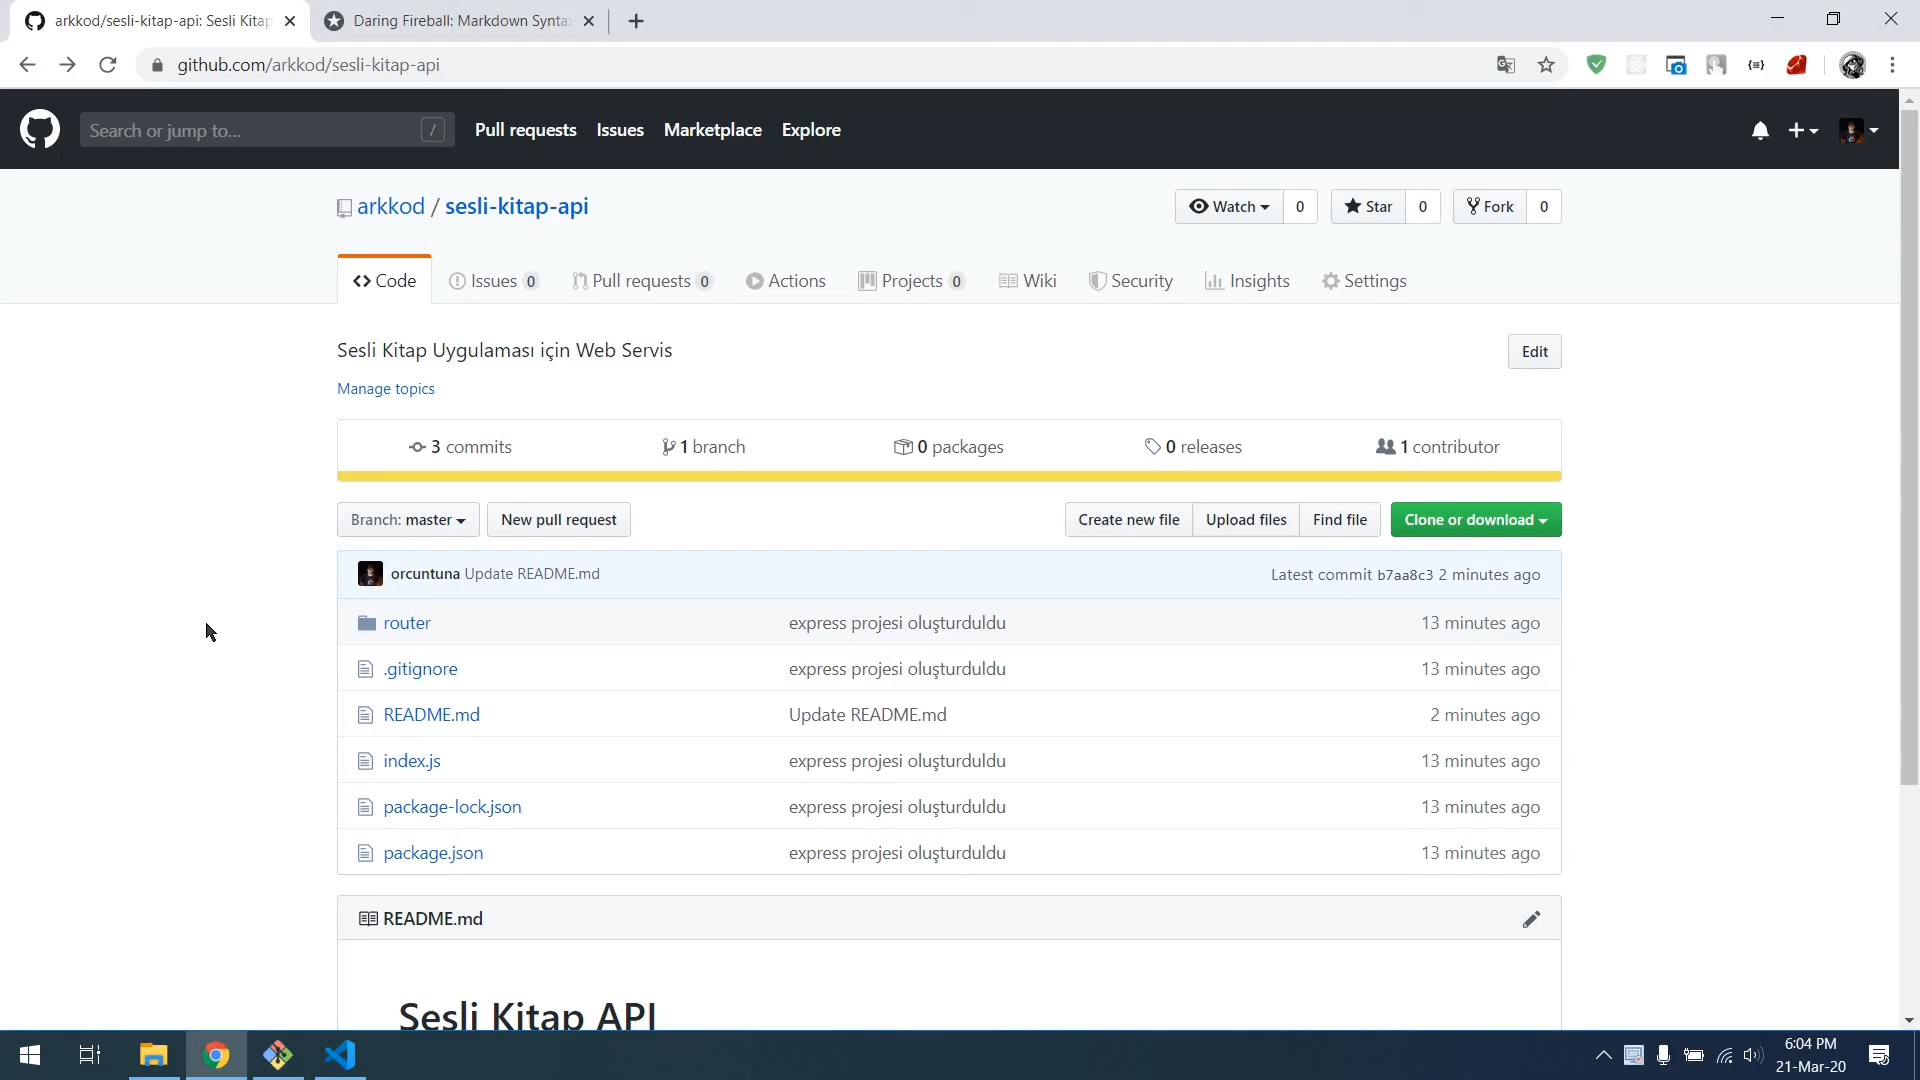 arkkod/sesli-kitap-api: Sesli Kitap
Daring Fireball: Markdown Synta
github.com/arkkod/sesli-kitap-api
Search or jump to...
/
Pull requests
Issues
Marketplace
Explore
arkkod / sesli-kitap-api
Watch 0
Star 0
Fork 0
Code
Issues 0
Pull requests 0
Actions
Projects 0
Wiki
Security
Insights
Settings
Sesli Kitap Uygulaması için Web Servis
Edit
Manage topics
3 commits
1 branch
0 packages
0 releases
1 contributor
Branch: master
New pull request
Create new file
Upload files
Find file
Clone or download
orcuntuna Update README.md
Latest commit b7aa8c3 2 minutes ago
router express projesi oluşturduldu 13 minutes ago
.gitignore express projesi oluşturduldu 13 minutes ago
README.md Update README.md 2 minutes ago
index.js express projesi oluşturduldu 13 minutes ago
package-lock.json express projesi oluşturduldu 13 minutes ago
package.json express projesi oluşturduldu 13 minutes ago
README.md
Sesli Kitap API
6:04 PM
21-Mar-20